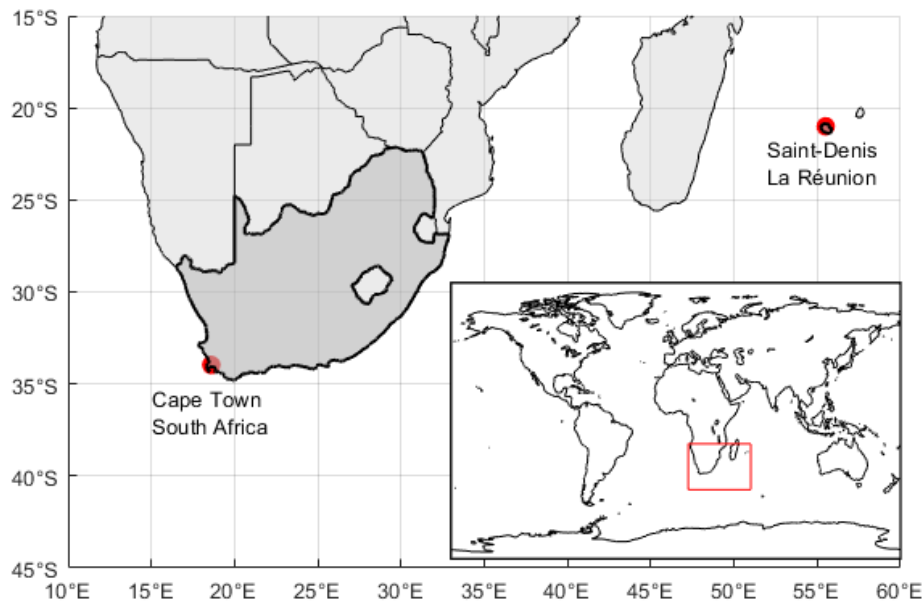 15°S
20°S
Saint-Denis
La Réunion
25°S
30°S
35°S
Cape Town
South Africa
40°S
45°S
10°E 15°E 20°E 25°E 30°E 35°E 40°E 45°E 50°E 55°E 60°E